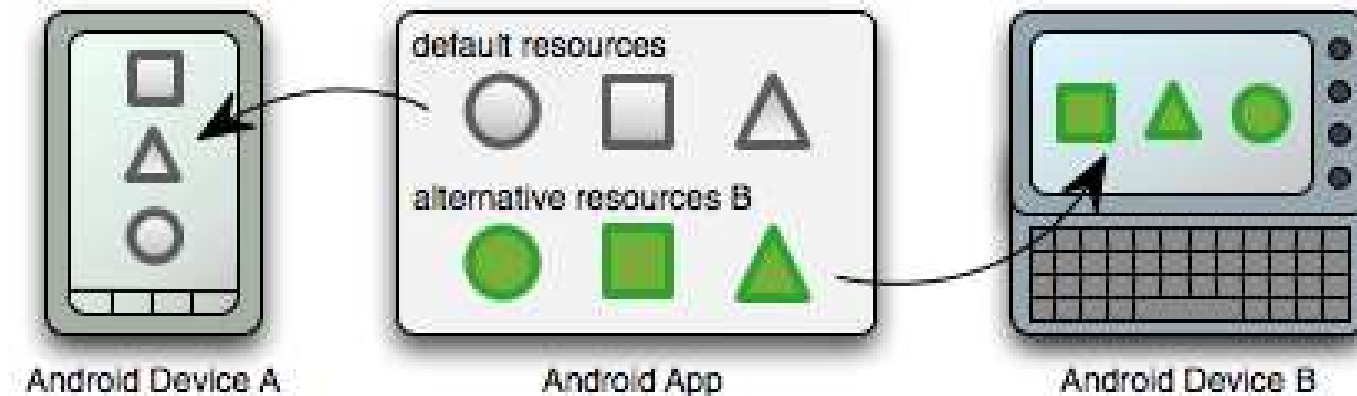 default resources
alternative resources B
Android Device A
Android App
Android Device B